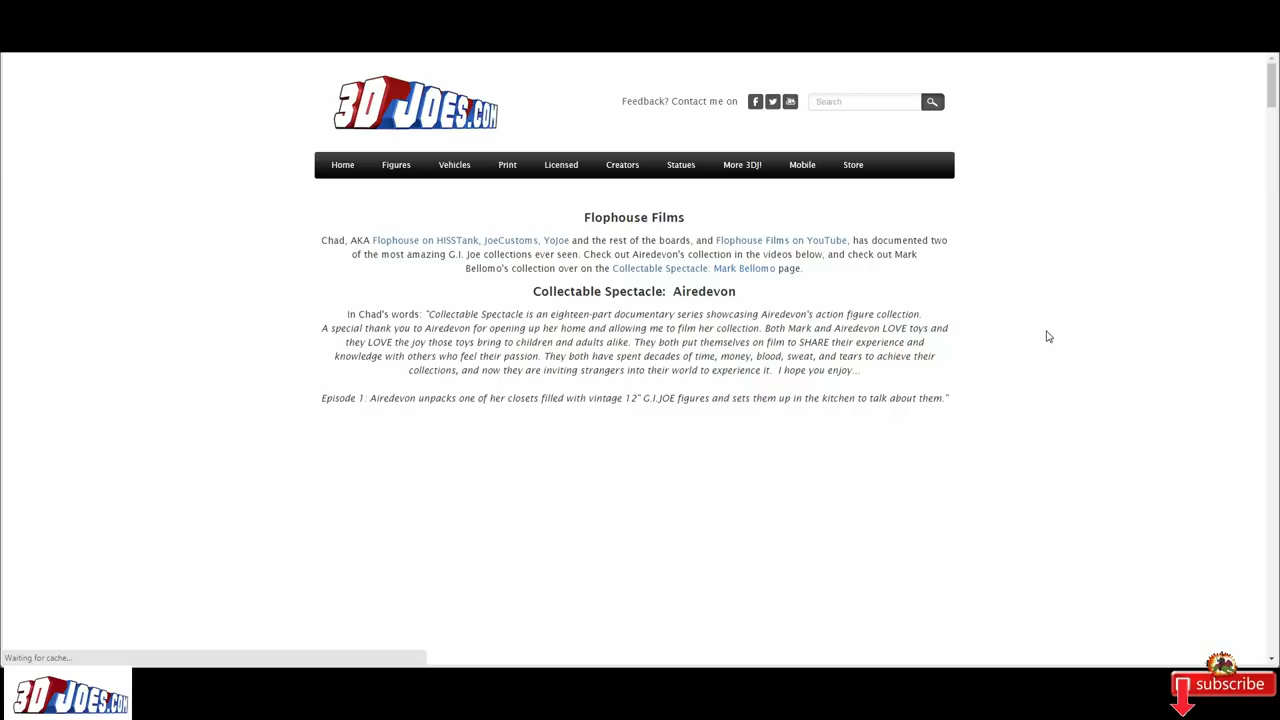 3D JOES.COM
Feedback? Contact me on
Search
Home Figures Vehicles Print Licensed Creators Statues More 3DJ! Mobile Store
Flophouse Films
Chad, AKA Flophouse on HISSTank, JoeCustoms, YoJoe and the rest of the boards, and Flophouse Films on YouTube, has documented two
of the most amazing G.I. Joe collections ever seen. Check out Airedevon's collection in the videos below, and check out Mark
Bellomo's collection over on the Collectable Spectacle: Mark Bellomo page.
Collectable Spectacle: Airedevon
In Chad's words: "Collectable Spectacle is an eighteen-part documentary series showcasing Airedevon's action figure collection.
A special thank you to Airedevon for opening up her home and allowing me to film her collection. Both Mark and Airedevon LOVE toys and
they LOVE the joy those toys bring to children and adults alike. They both put themselves on film to SHARE their experience and
knowledge with others who feel their passion. They both have spent decades of time, money, blood, sweat, and tears to achieve their
collections, and now they are inviting strangers into their world to experience it. I hope you enjoy...
Episode 1: Airedevon unpacks one of her closets filled with vintage 12" G.I.JOE figures and sets them up in the kitchen to talk about them."
Waiting for cache...
3D JOES.COM
subscribe